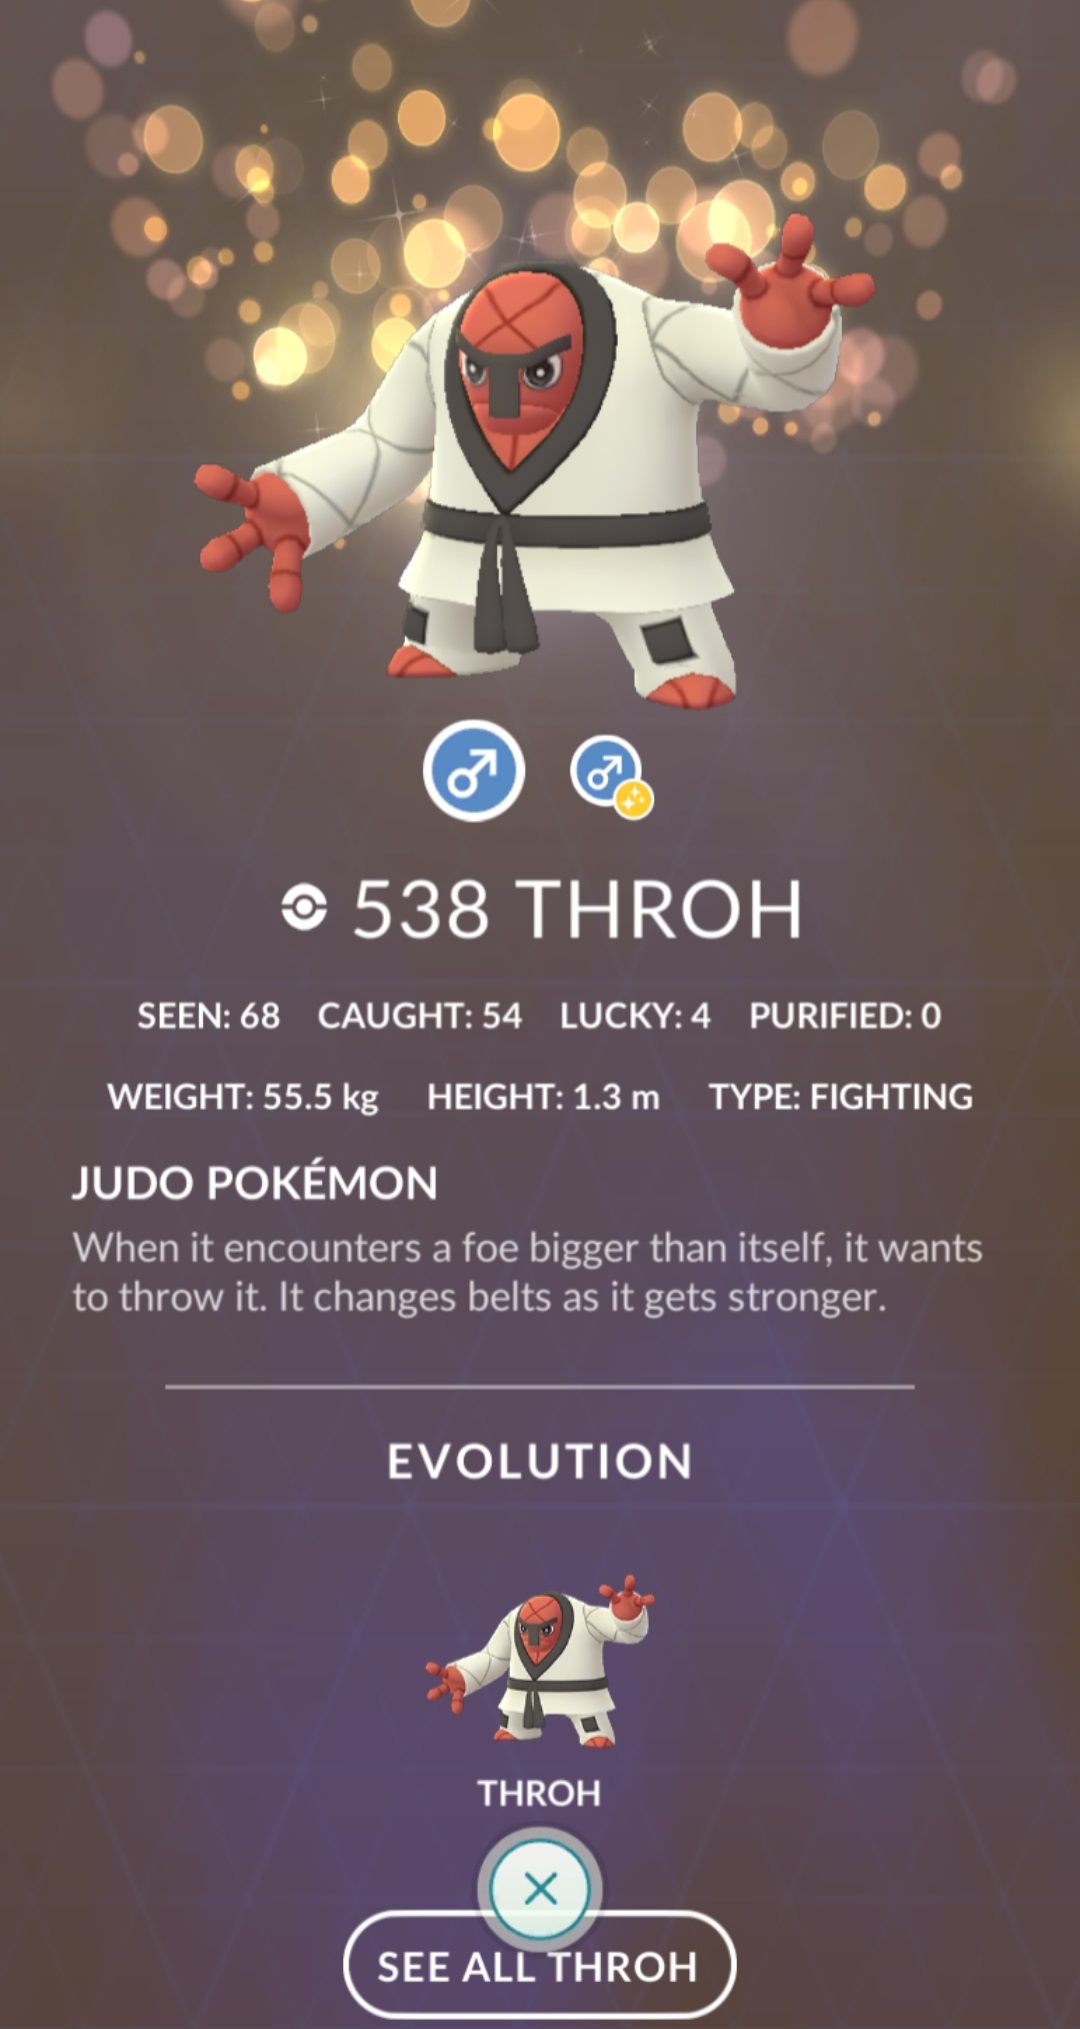 538 THROH
SEEN: 68 CAUGHT: 54 LUCKY: 4 PURIFIED: 0
WEIGHT: 55.5 kg HEIGHT: 1.3 m TYPE: FIGHTING
JUDO POKÉMON
When it encounters a foe bigger than itself, it wants
to throw it. It changes belts as it gets stronger.
EVOLUTION
THROH
SEE ALL THROH